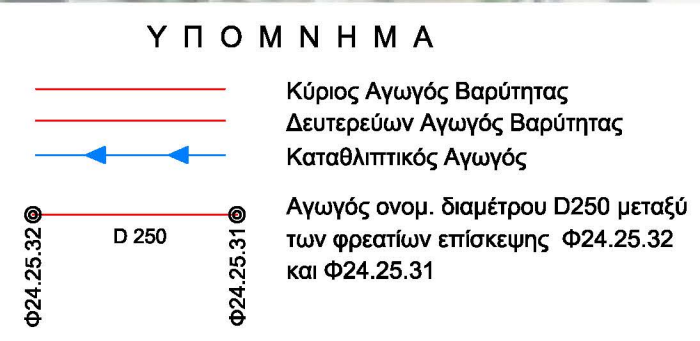 ΥΠΟΜΝΗΜΑ
Κύριος Αγωγός Βαρύτητας
Δευτερεύων Αγωγός Βαρύτητας
Καταθλιπτικός Αγωγός
D 250
Φ24.25.32
Φ24.25.31
Αγωγός ονομ. διαμέτρου D250 μεταξύ
των φρεατίων επίσκεψης Φ24.25.32
και Φ24.25.31